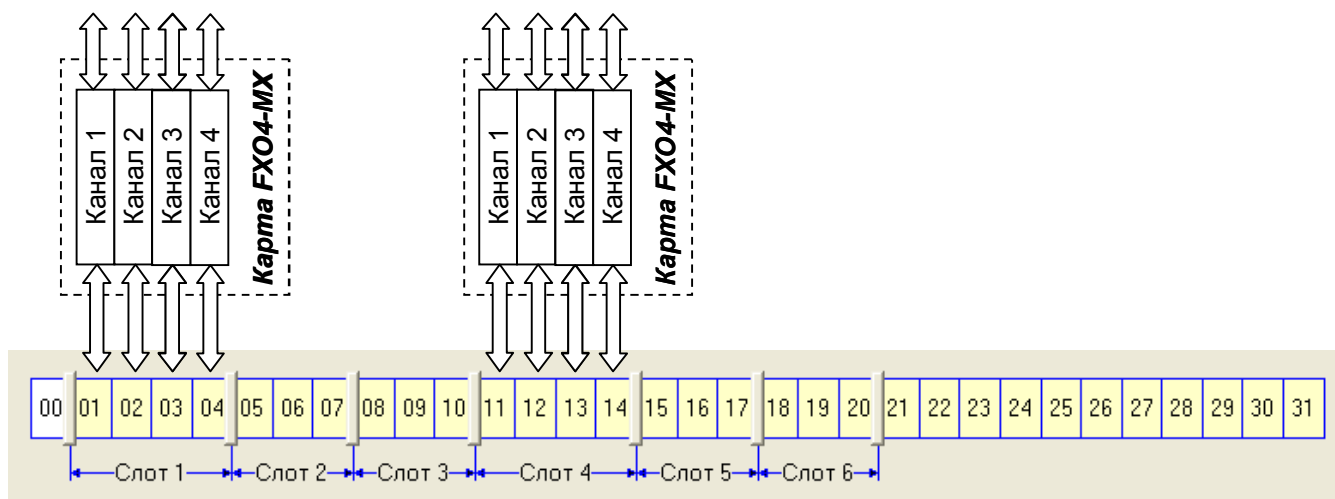 Канал 1
Канал 2
Канал 3
Канал 4
Карта FXO4-MX
Канал 1
Канал 2
Канал 3
Канал 4
Карта FXO4-MX
00 01 02 03 04 05 06 07 08 09 10 11 12 13 14 15 16 17 18 19 20 21 22 23 24 25 26 27 28 29 30 31
Слот 1 Слот 2 Слот 3 Слот 4 Слот 5 Слот 6